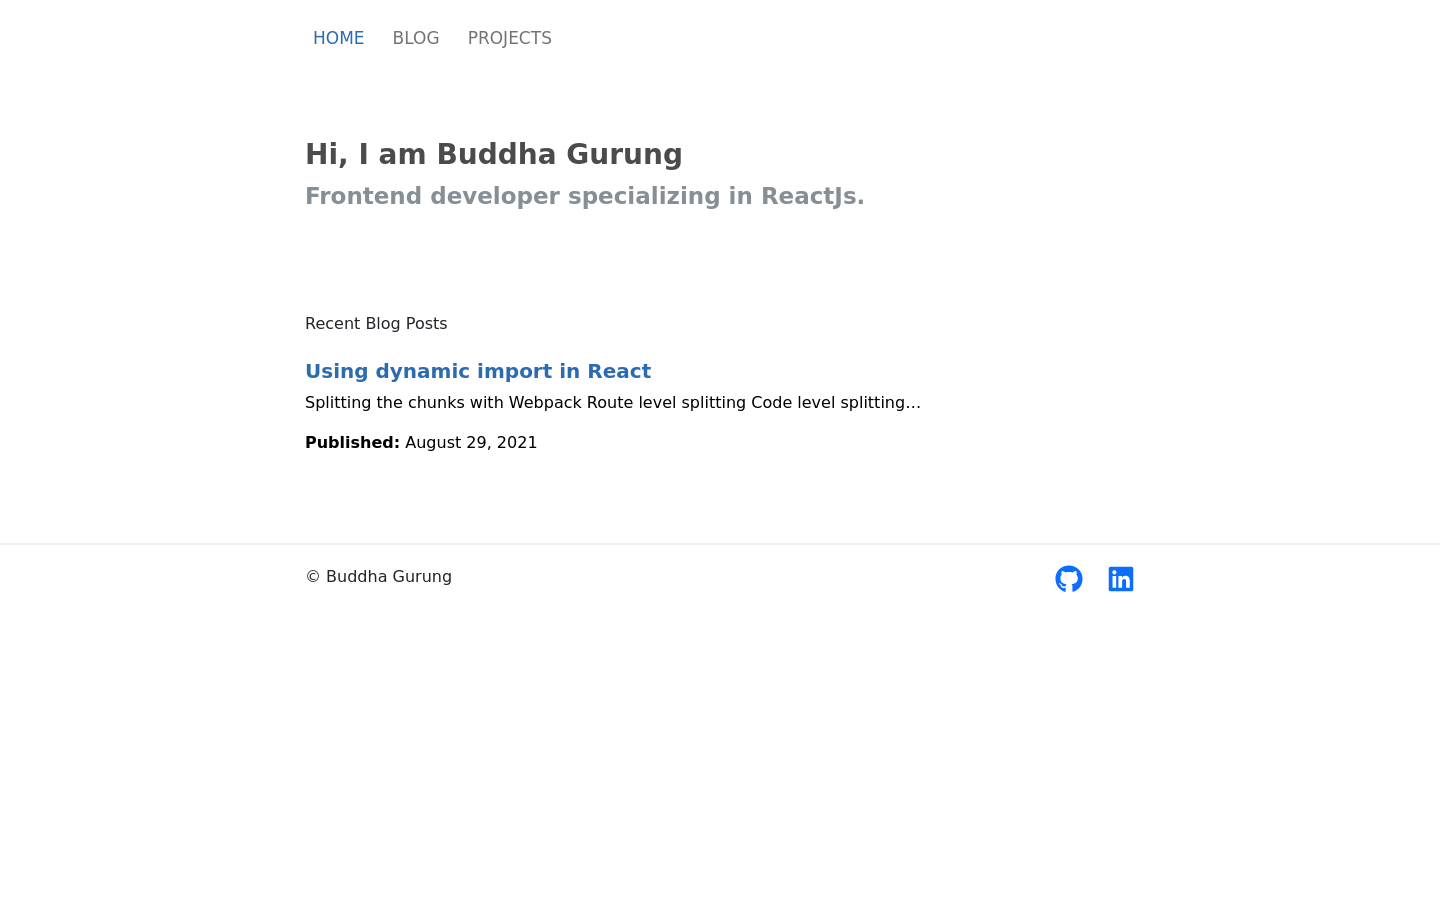 HOME BLOG PROJECTS
Hi, I am Buddha Gurung
Frontend developer specializing in ReactJs.
Recent Blog Posts
Using dynamic import in React
Splitting the chunks with Webpack Route level splitting Code level splitting...
Published: August 29, 2021
© Buddha Gurung